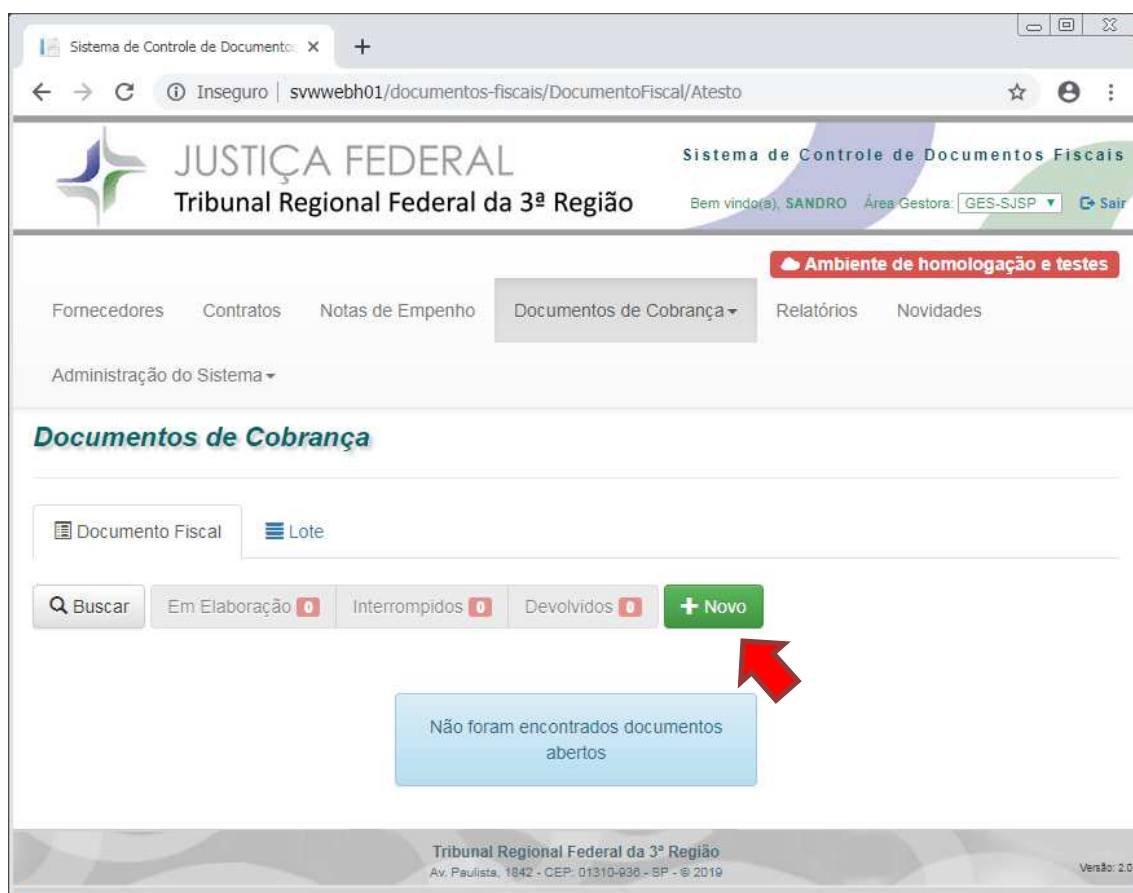 Sistema de Controle de Documento
Inseguro | svwwebh01/documentos-fiscais/DocumentoFiscal/Atesto
JUSTIÇA FEDERAL
Tribunal Regional Federal da 3ª Região
Sistema de Controle de Documentos Fiscais
Bem vindo(a), SANDRO Área Gestora: GES-SJSP Sair
Ambiente de homologação e testes
Fornecedores Contratos Notas de Empenho Documentos de Cobrança Relatórios Novidades
Administração do Sistema
Documentos de Cobrança
Documento Fiscal Lote
Buscar Em Elaboração 0 Interrompidos 0 Devolvidos 0 + Novo
Não foram encontrados documentos
abertos
Tribunal Regional Federal da 3ª Região
Av. Paulista, 1842 - CEP: 01310-936 - SP - © 2019
Versão: 2.0